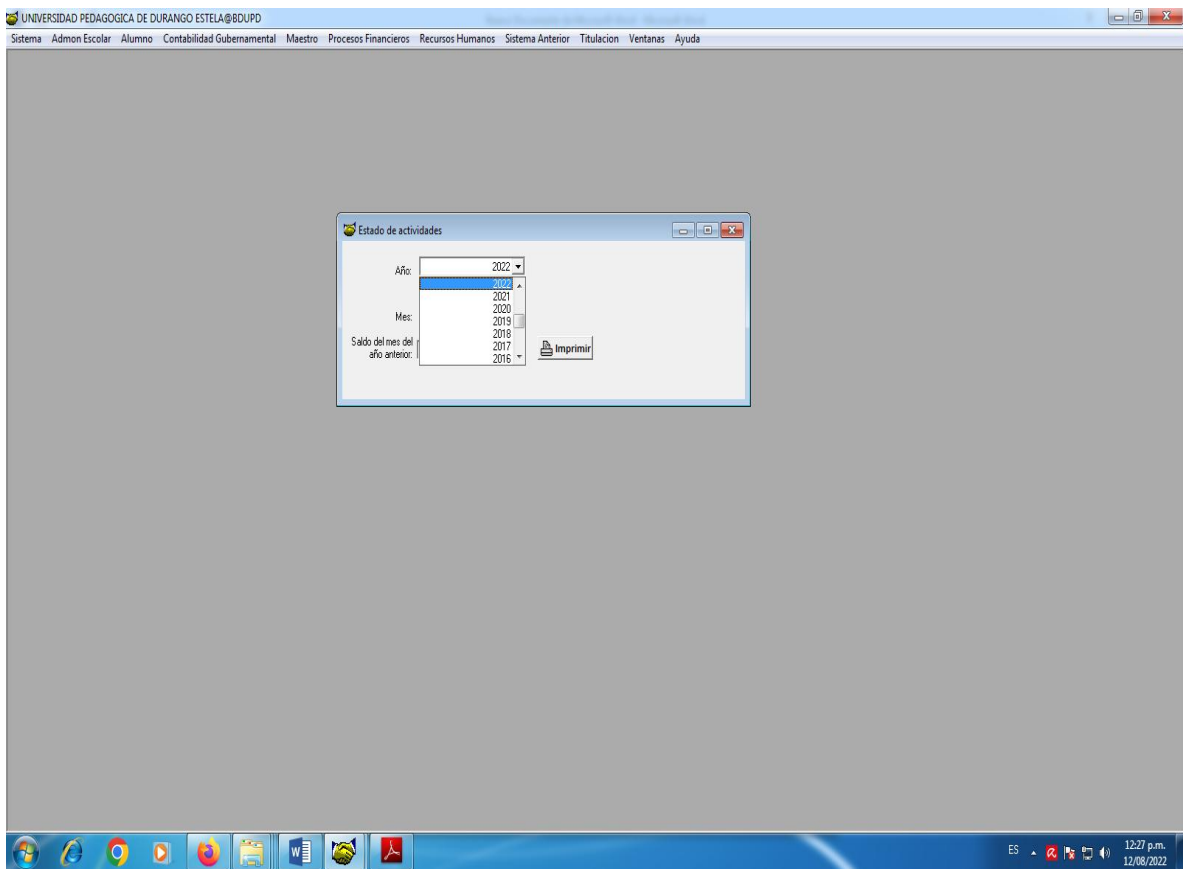 UNIVERSIDAD PEDAGOGICA DE DURANGO ESTELA@BDUPD
Sistema Admon Escolar Alumno Contabilidad Gubernamental Maestro Procesos Financieros Recursos Humanos Sistema Anterior Titulacion Ventanas Ayuda
Estado de actividades
Año: 2022
2022
2021
2020
Mes:
2019
2018
Saldo del mes del
año anterior:
2017
2016
Imprimir
ES
12:27 p.m.
12/08/2022